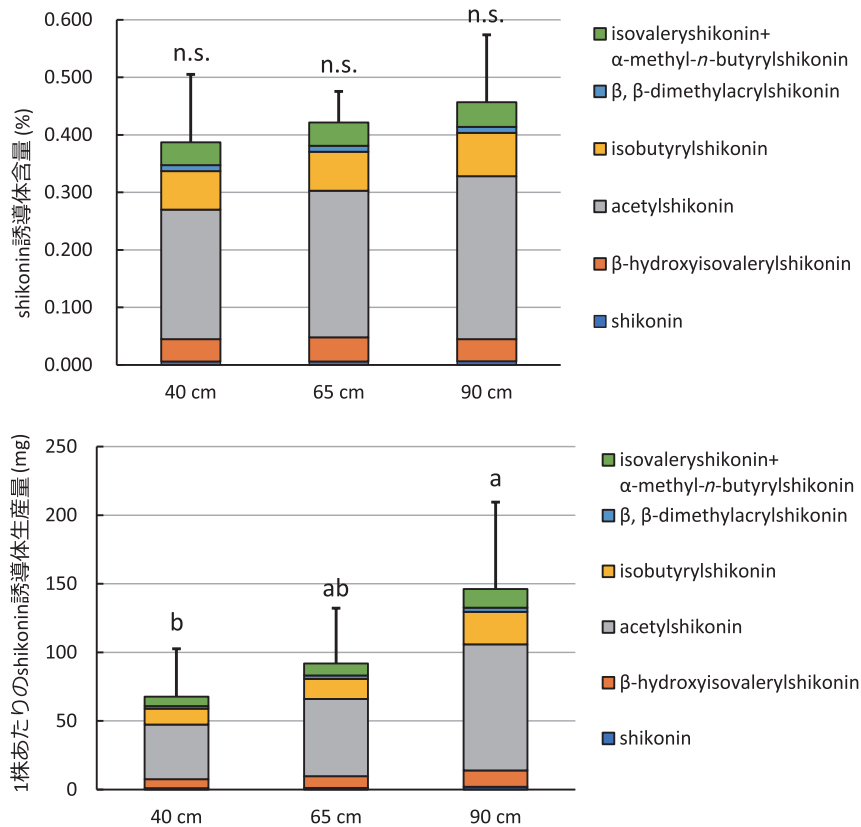 shikonin誘導体含量 (%)
0.600
0.500
0.400
0.300
0.200
0.100
0.000
n.s.
n.s.
n.s.
40 cm
65 cm
90 cm
isovaleryshikonin+
α-methyl-n-butyrylshikonin
β, β-dimethylacrylshikonin
isobutyrylshikonin
acetylshikonin
β-hydroxyisovalerylshikonin
shikonin
1株あたりのshikonin誘導体生産量 (mg)
250
200
150
100
50
0
b
ab
a
40 cm
65 cm
90 cm
isovaleryshikonin+
α-methyl-n-butyrylshikonin
β, β-dimethylacrylshikonin
isobutyrylshikonin
acetylshikonin
β-hydroxyisovalerylshikonin
shikonin